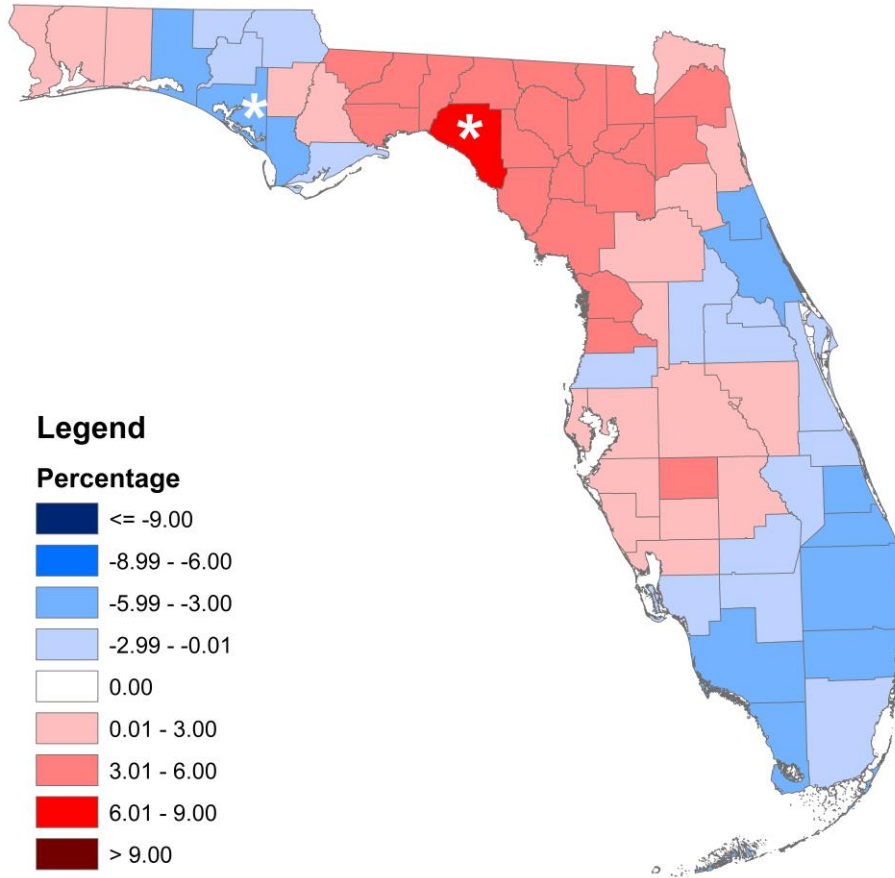 *
*
Legend
Percentage
<= -9.00
-8.99 - -6.00
-5.99 - -3.00
-2.99 - -0.01
0.00
0.01 - 3.00
3.01 - 6.00
6.01 - 9.00
> 9.00